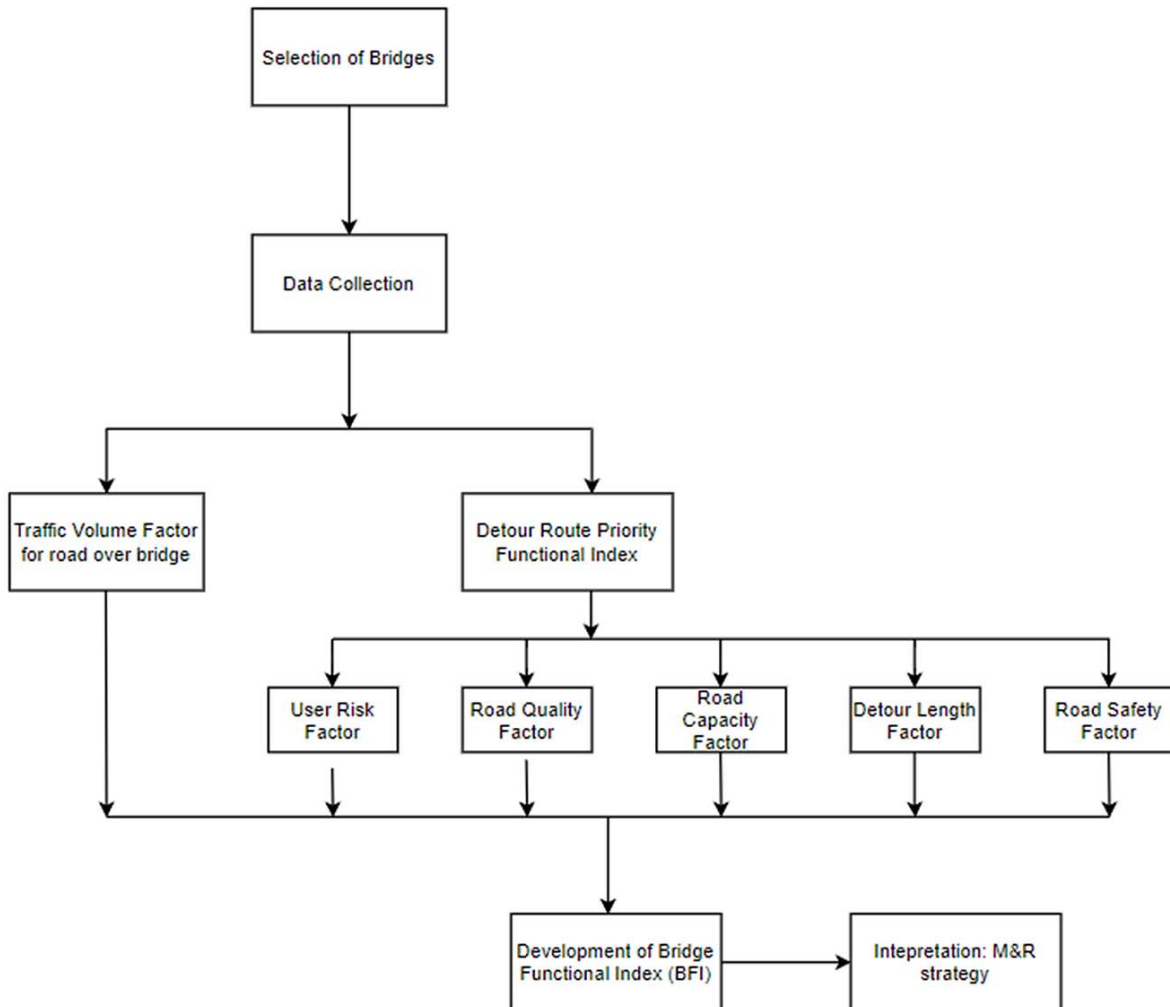 Selection of Bridges
Data Collection
Traffic Volume Factor
for road over bridge
Detour Route Priority
Functional Index
User Risk
Factor
Road Quality
Factor
Road
Capacity
Factor
Detour Length
Factor
Road Safety
Factor
Development of Bridge
Functional Index (BFI)
Intepretation: M&R
strategy